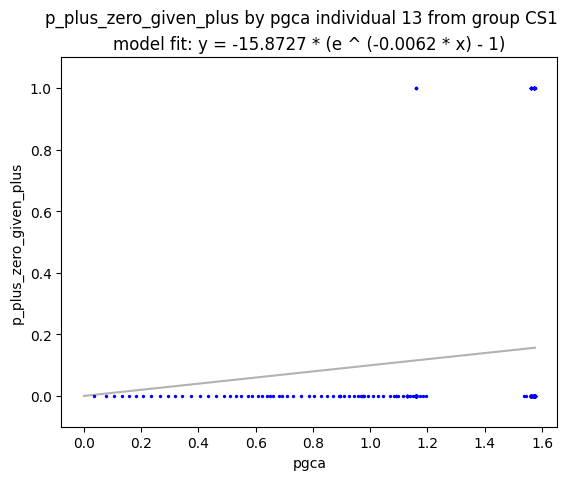 p_plus_zero_given_plus by pgca individual 13 from group CS1
model fit: y = -15.8727 * (e ^ (-0.0062 * x) - 1)
1.0
0.8
0.6
0.4
0.2
0.0
p_plus_zero_given_plus
0.0 0.2 0.4 0.6 0.8 1.0 1.2 1.4 1.6
pgca